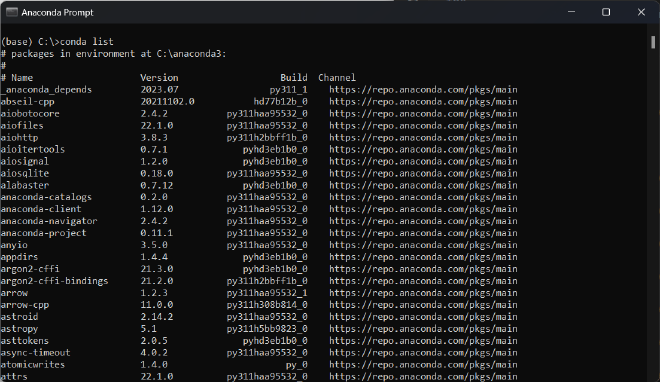 Anaconda Prompt
(base) C:\>conda list
# packages in environment at C:\anaconda3:
#
# Name                    Version                   Build  Channel
_anaconda_depends         2023.07                 py311_1    https://repo.anaconda.com/pkgs/main
abseil-cpp                20211102.0           hd77b12b_0    https://repo.anaconda.com/pkgs/main
aiobotocore               2.4.2           py311haa95532_0    https://repo.anaconda.com/pkgs/main
aiofiles                  22.1.0          py311haa95532_0    https://repo.anaconda.com/pkgs/main
aiohttp                   3.8.3           py311h2bbff1b_0    https://repo.anaconda.com/pkgs/main
aioitertools              0.7.1              pyhd3eb1b0_0    https://repo.anaconda.com/pkgs/main
aiosignal                 1.2.0              pyhd3eb1b0_0    https://repo.anaconda.com/pkgs/main
aiosqlite                 0.18.0          py311haa95532_0    https://repo.anaconda.com/pkgs/main
alabaster                 0.7.12             pyhd3eb1b0_0    https://repo.anaconda.com/pkgs/main
anaconda-catalogs         0.2.0           py311haa95532_0    https://repo.anaconda.com/pkgs/main
anaconda-client           1.12.0          py311haa95532_0    https://repo.anaconda.com/pkgs/main
anaconda-navigator        2.4.2           py311haa95532_0    https://repo.anaconda.com/pkgs/main
anaconda-project          0.11.1          py311haa95532_0    https://repo.anaconda.com/pkgs/main
anyio                     3.5.0           py311haa95532_0    https://repo.anaconda.com/pkgs/main
appdirs                   1.4.4              pyhd3eb1b0_0    https://repo.anaconda.com/pkgs/main
argon2-cffi               21.3.0             pyhd3eb1b0_0    https://repo.anaconda.com/pkgs/main
argon2-cffi-bindings      21.2.0          py311h2bbff1b_0    https://repo.anaconda.com/pkgs/main
arrow                     1.2.3           py311haa95532_1    https://repo.anaconda.com/pkgs/main
arrow-cpp                 11.0.0          py311h308b814_0    https://repo.anaconda.com/pkgs/main
astroid                   2.14.2          py311haa95532_0    https://repo.anaconda.com/pkgs/main
astropy                   5.1             py311h5bb9823_0    https://repo.anaconda.com/pkgs/main
asttokens                 2.0.5              pyhd3eb1b0_0    https://repo.anaconda.com/pkgs/main
async-timeout             4.0.2           py311haa95532_0    https://repo.anaconda.com/pkgs/main
atomicwrites              1.4.0                      py_0    https://repo.anaconda.com/pkgs/main
attrs                     22.1.0          py311haa95532_0    https://repo.anaconda.com/pkgs/main